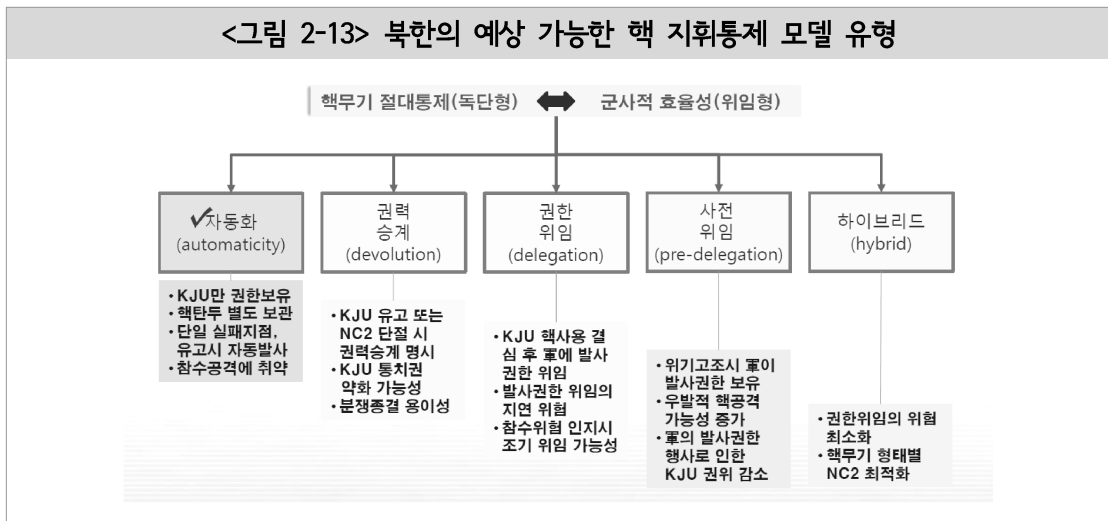 <그림 2-13> 북한의 예상 가능한 핵 지휘통제 모델 유형
핵무기 절대통제(독단형) 군사적 효율성(위임형)
✓자동화
(automaticity)
• KJU만 권한보유
• 핵탄두 별도 보관
• 단일 실패지점,
유고시 자동발사
• 참수공격에 취약
권력
승계
(devolution)
• KJU 유고 또는
NC2 단절 시
권력승계 명시
• KJU 통치권
약화 가능성
• 분쟁종결 용이성
권한
위임
(delegation)
• KJU 핵사용 결
심 후 軍에 발사
권한 위임
• 발사권한 위임의
지연 위험
• 참수위험 인지시
조기 위임 가능성
사전
위임
(pre-delegation)
• 위기고조시 軍이
발사권한 보유
• 우발적 핵공격
가능성 증가
• 軍의 발사권한
행사로 인한
KJU 권위 감소
하이브리드
(hybrid)
• 권한위임의 위험
최소화
• 핵무기 형태별
NC2 최적화